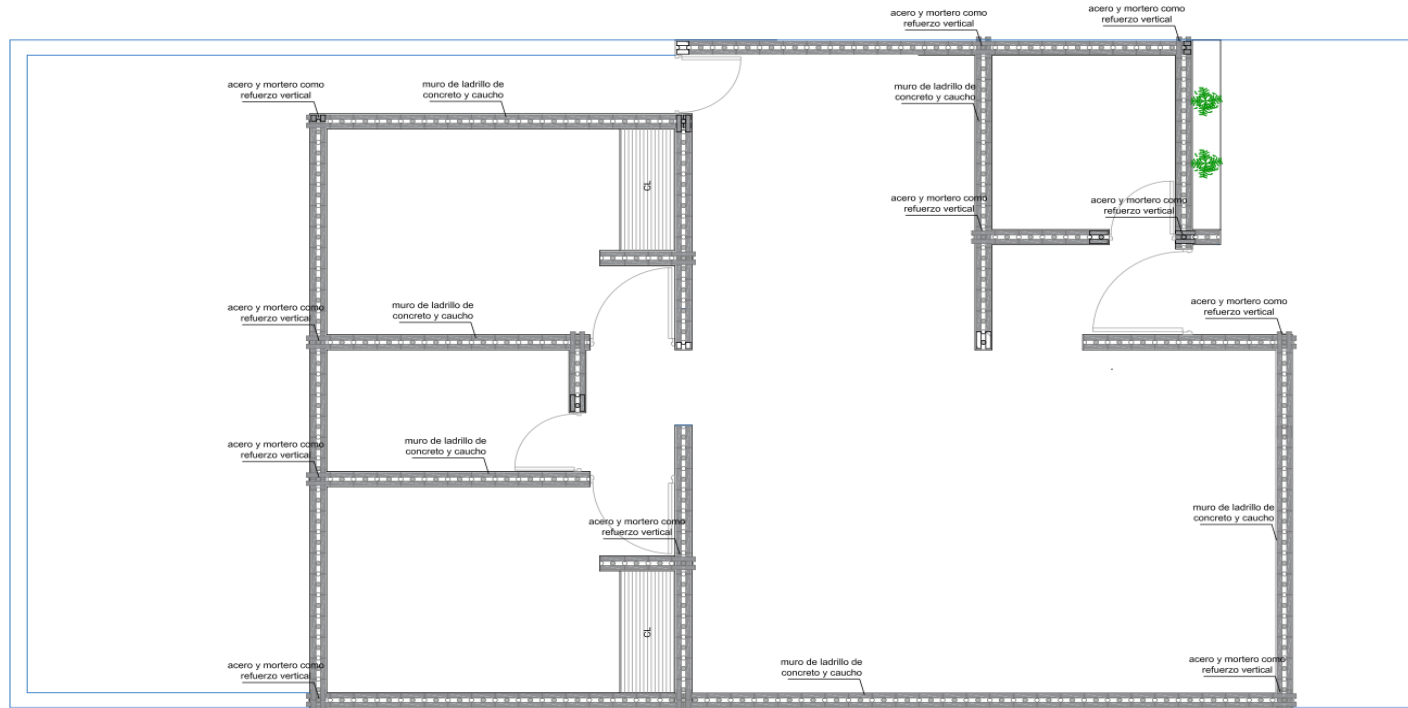 acero y mortero como
refuerzo vertical
acero y mortero como
refuerzo vertical
acero y mortero como
refuerzo vertical
muro de ladrillo de
concreto y caucho
muro de ladrillo de
concreto y caucho
CL
acero y mortero como
refuerzo vertical
acero y mortero como
refuerzo vertical
acero y mortero como
refuerzo vertical
muro de ladrillo de
concreto y caucho
acero y mortero como
refuerzo vertical
acero y mortero como
refuerzo vertical
muro de ladrillo de
concreto y caucho
muro de ladrillo de
concreto y caucho
acero y mortero como
refuerzo vertical
CL
acero y mortero como
refuerzo vertical
muro de ladrillo de
concreto y caucho
acero y mortero como
refuerzo vertical